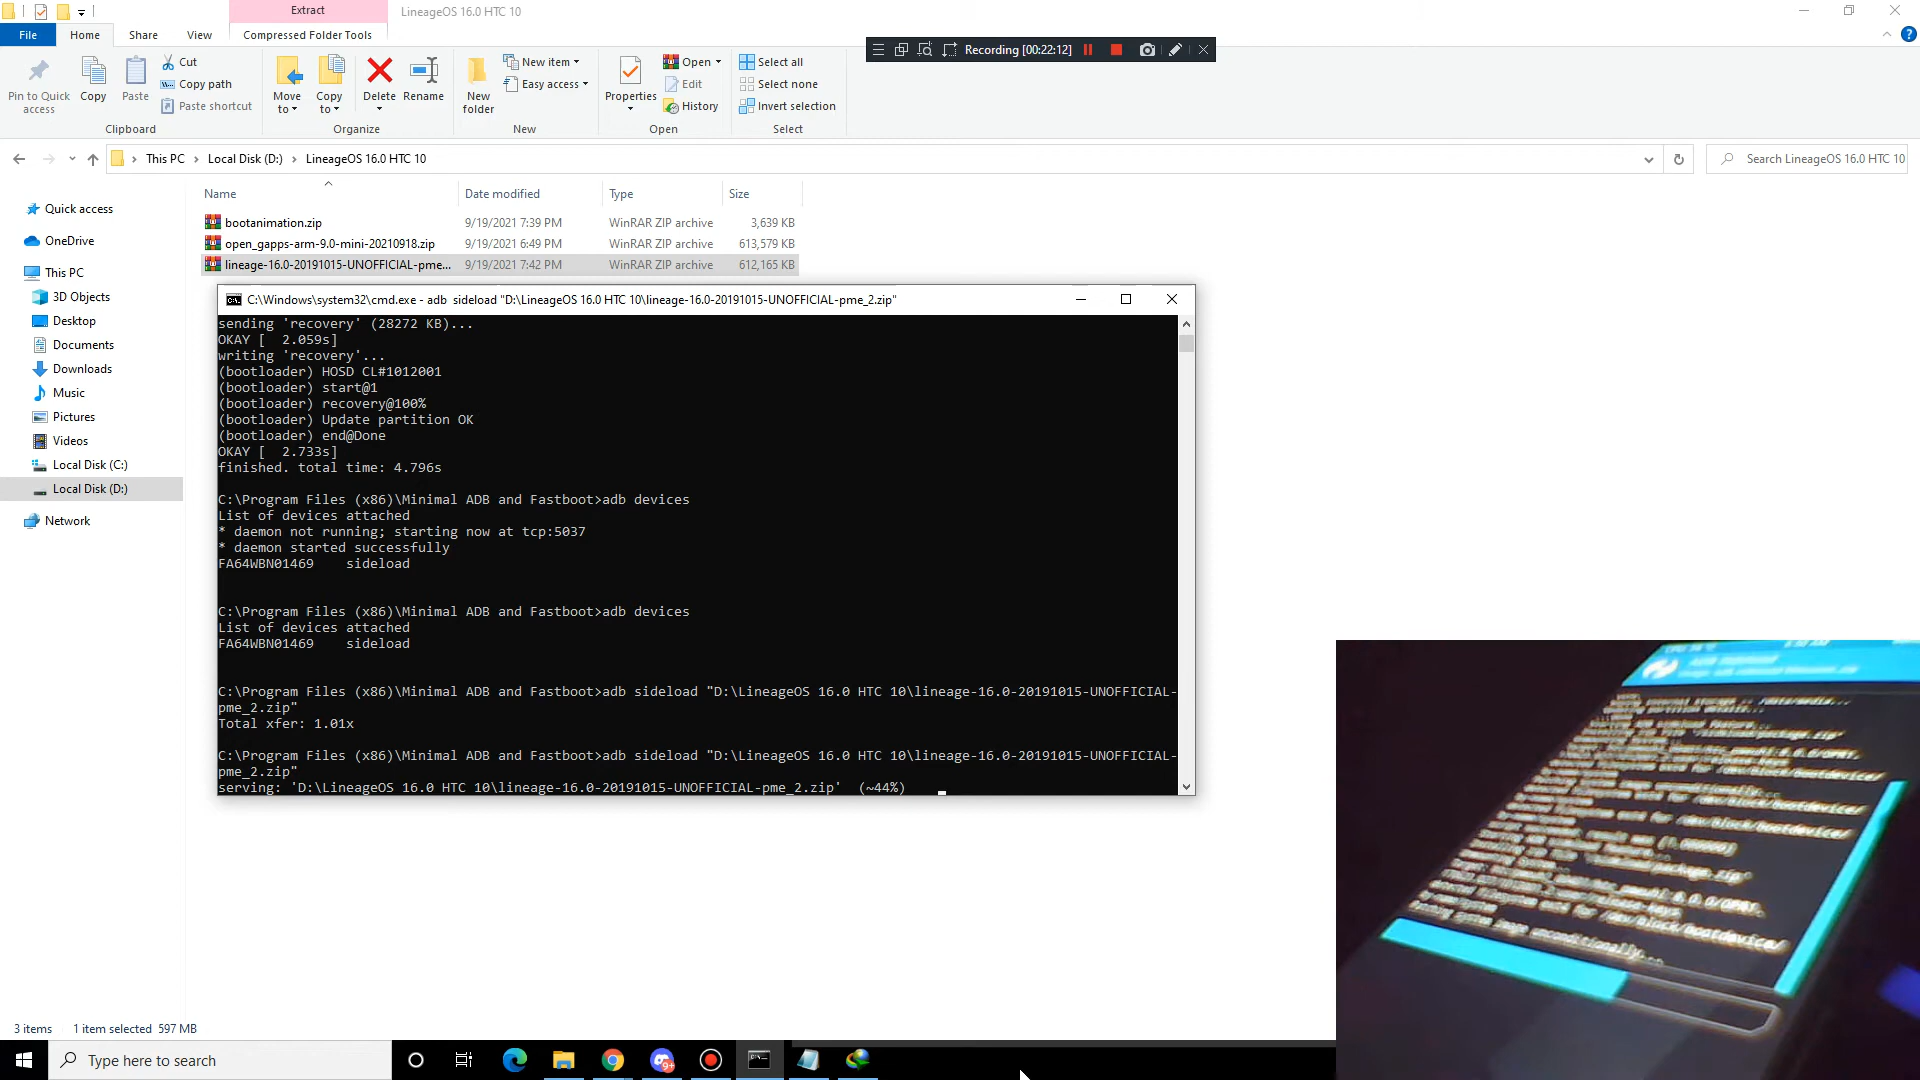 Extract
LineageOS 16.0 HTC 10
File
Home
Share
View
Compressed Folder Tools
Recording [00:22:12]
Pin to Quick access
Copy
Paste
Cut
Copy path
Paste shortcut
Clipboard
Move to
Copy to
Delete
Rename
Organize
New folder
New item
Easy access
New
Properties
Open
Edit
History
Open
Select all
Select none
Invert selection
Select
This PC
Local Disk (D:)
LineageOS 16.0 HTC 10
Search LineageOS 16.0 HTC 10
Name
Date modified
Type
Size
bootanimation.zip
9/19/2021 7:39 PM
WinRAR ZIP archive
3,639 KB
open_gapps-arm-9.0-mini-20210918.zip
9/19/2021 6:49 PM
WinRAR ZIP archive
613,579 KB
lineage-16.0-20191015-UNOFFICIAL-pme...
9/19/2021 7:42 PM
WinRAR ZIP archive
612,165 KB
Quick access
OneDrive
This PC
3D Objects
Desktop
Documents
Downloads
Music
Pictures
Videos
Local Disk (C:)
Local Disk (D:)
Network
C:\Windows\system32\cmd.exe - adb sideload "D:\LineageOS 16.0 HTC 10\lineage-16.0-20191015-UNOFFICIAL-pme_2.zip"
sending 'recovery' (28272 KB)...
OKAY [  2.059s]
writing 'recovery'...
(bootloader) HOSD CL#1012001
(bootloader) start@1
(bootloader) recovery@100%
(bootloader) Update partition OK
(bootloader) end@Done
OKAY [  2.733s]
finished. total time: 4.796s
C:\Program Files (x86)\Minimal ADB and Fastboot>adb devices
List of devices attached
* daemon not running; starting now at tcp:5037
* daemon started successfully
FA64WBN01469    sideload
C:\Program Files (x86)\Minimal ADB and Fastboot>adb devices
List of devices attached
FA64WBN01469    sideload
C:\Program Files (x86)\Minimal ADB and Fastboot>adb sideload "D:\LineageOS 16.0 HTC 10\lineage-16.0-20191015-UNOFFICIAL-
pme_2.zip"
Total xfer: 1.01x
C:\Program Files (x86)\Minimal ADB and Fastboot>adb sideload "D:\LineageOS 16.0 HTC 10\lineage-16.0-20191015-UNOFFICIAL-
pme_2.zip"
serving: 'D:\LineageOS 16.0 HTC 10\lineage-16.0-20191015-UNOFFICIAL-pme_2.zip'  (~44%)
3 items
1 item selected 597 MB
Type here to search
9+